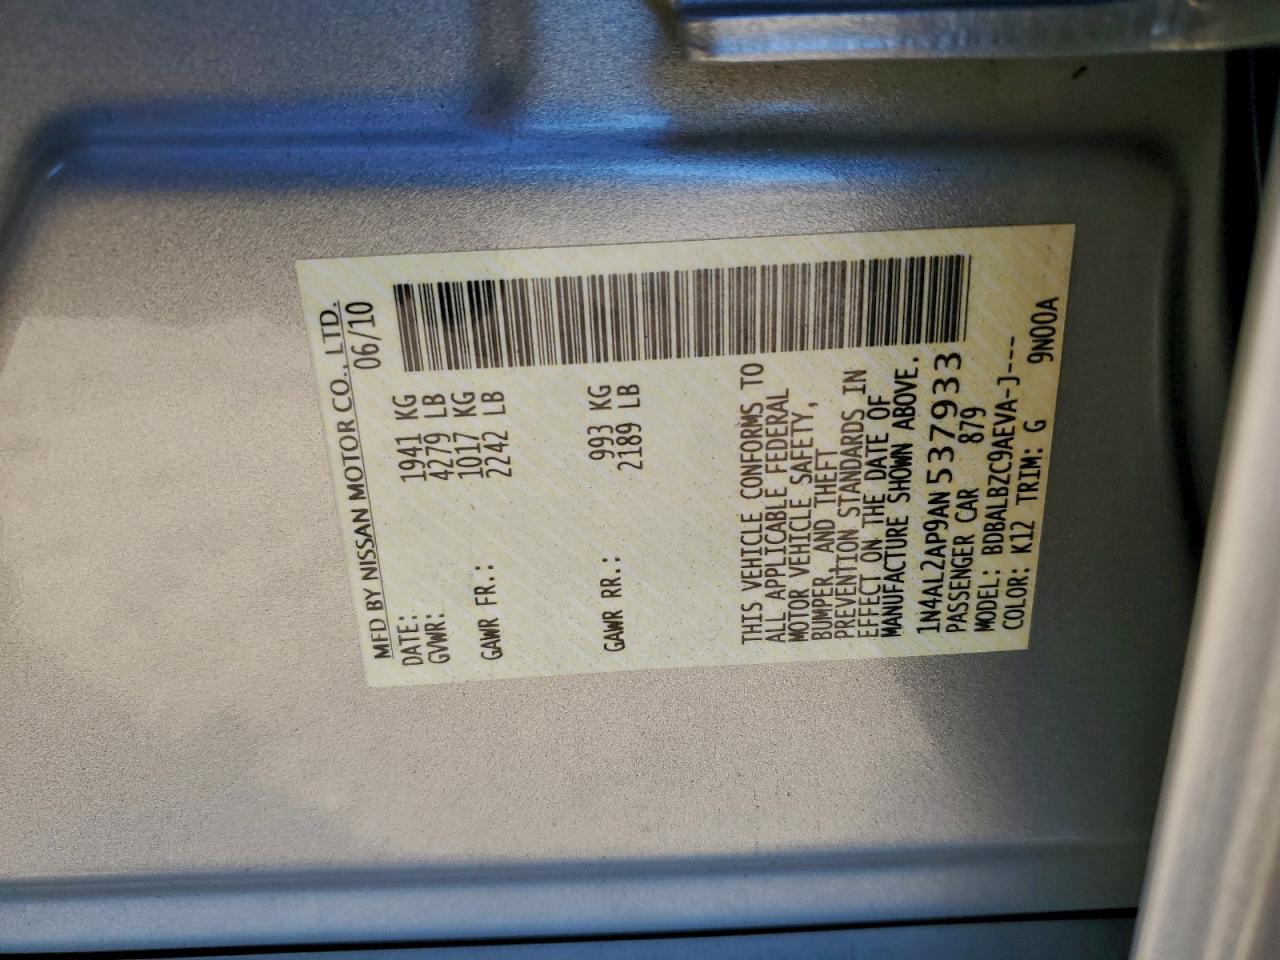 MFD BY NISSAN MOTOR CO., LTD.
DATE: 06/10
GVWR: 1941 KG
4279 LB
GAWR FR.: 1017 KG
2242 LB
GAWR RR.: 993 KG
2189 LB
THIS VEHICLE CONFORMS TO
ALL APPLICABLE FEDERAL
MOTOR VEHICLE SAFETY,
BUMPER, AND THEFT
PREVENTION STANDARDS IN
EFFECT ON THE DATE OF
MANUFACTURE SHOWN ABOVE.
1N4AL2AP9AN537933
PASSENGER CAR 879
MODEL: BDBALBZC9AEVA-J---
COLOR: K12 TRIM: G 9N00A